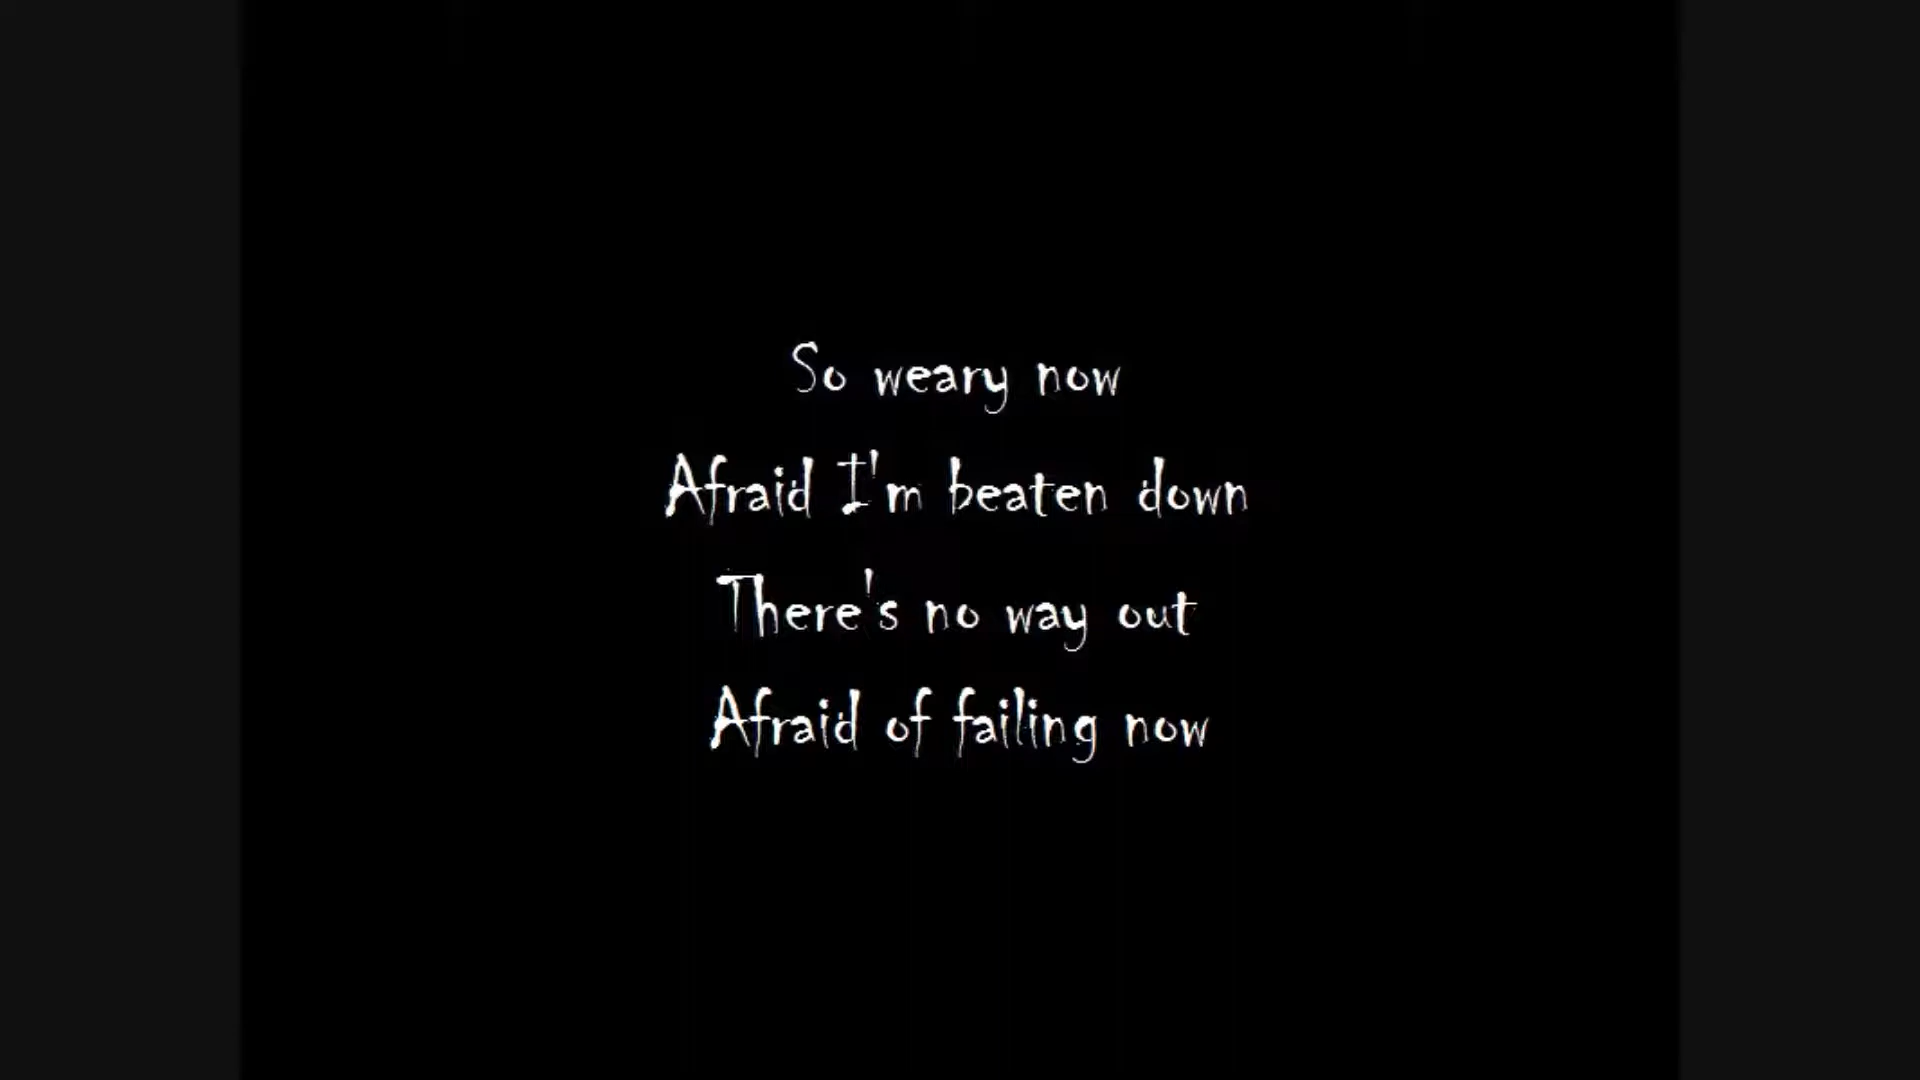 So weary now
Afraid I'm beaten down
There's no way out
Afraid of failing now